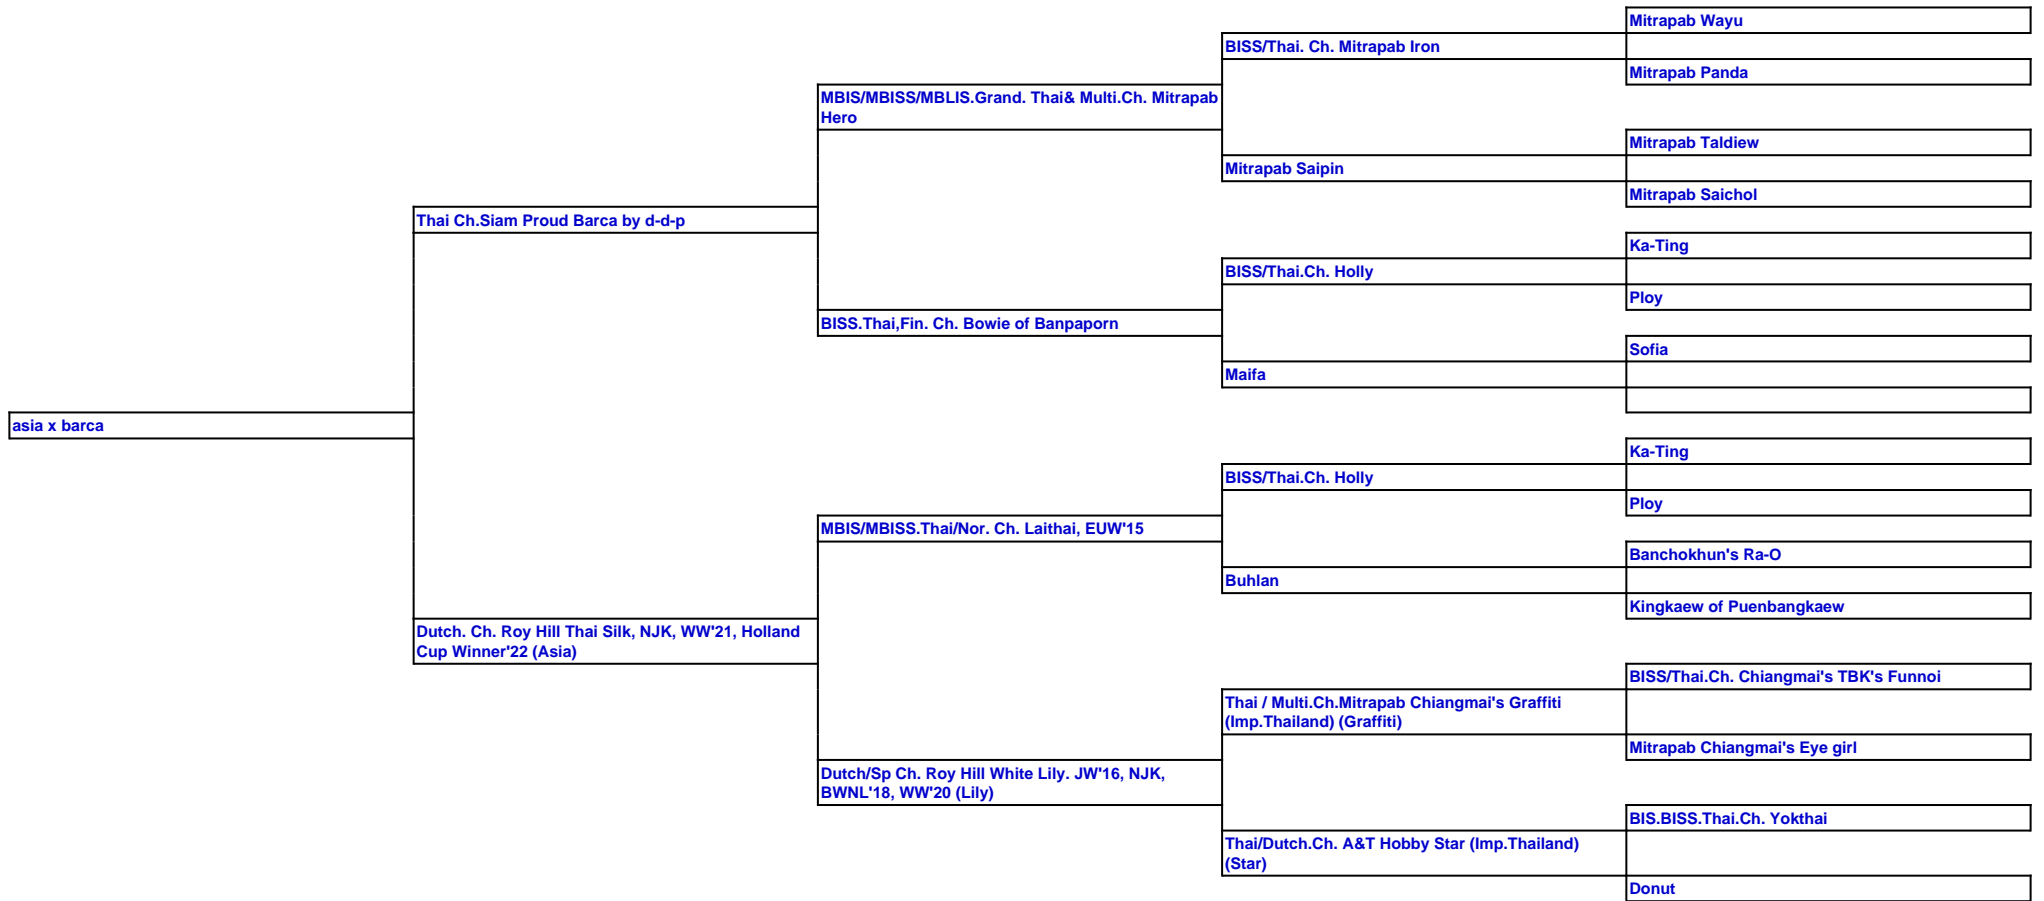 Mitrapab Wayu
BISS/Thai. Ch. Mitrapab Iron
Mitrapab Panda
MBIS/MBISS/MBLIS.Grand. Thai& Multi.Ch. Mitrapab
Hero
Mitrapab Taldiew
Mitrapab Saipin
Mitrapab Saichol
Thai Ch.Siam Proud Barca by d-d-p
Ka-Ting
BISS/Thai.Ch. Holly
Ploy
BISS.Thai,Fin. Ch. Bowie of Banpaporn
Sofia
Maifa
asia x barca
Ka-Ting
BISS/Thai.Ch. Holly
Ploy
MBIS/MBISS.Thai/Nor. Ch. Laithai, EUW'15
Banchokhun's Ra-O
Buhlan
Kingkaew of Puenbangkaew
Dutch. Ch. Roy Hill Thai Silk, NJK, WW'21, Holland
Cup Winner'22 (Asia)
BISS/Thai.Ch. Chiangmai's TBK's Funnoi
Thai / Multi.Ch.Mitrapab Chiangmai's Graffiti
(Imp.Thailand) (Graffiti)
Mitrapab Chiangmai's Eye girl
Dutch/Sp Ch. Roy Hill White Lily. JW'16, NJK,
BWNL'18, WW'20 (Lily)
BIS.BISS.Thai.Ch. Yokthai
Thai/Dutch.Ch. A&T Hobby Star (Imp.Thailand)
(Star)
Donut